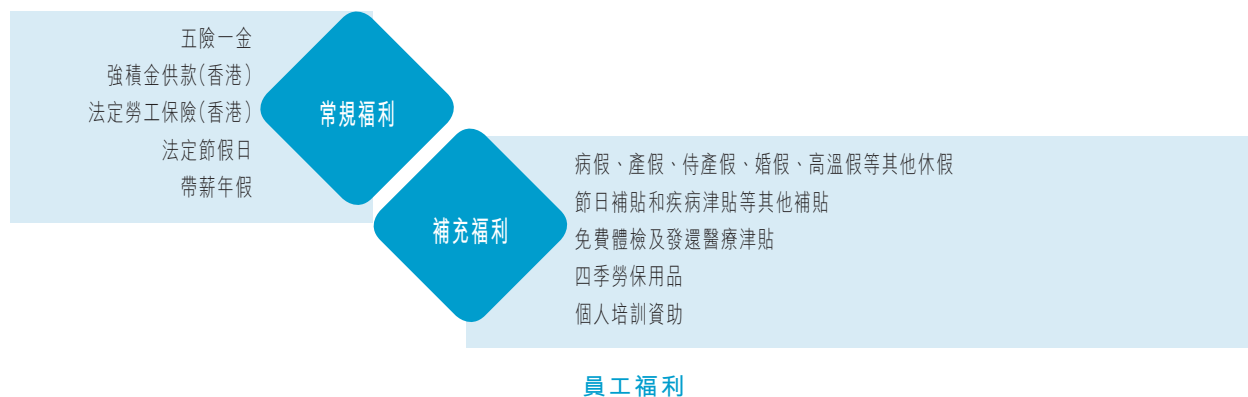 五險一金
強積金供款(香港)
法定勞工保險(香港)
法定節假日
帶薪年假
常規福利
補充福利
病假、產假、侍產假、婚假、高溫假等其他休假
節日補貼和疾病津貼等其他補貼
免費體檢及發還醫療津貼
四季勞保用品
個人培訓資助
員工福利